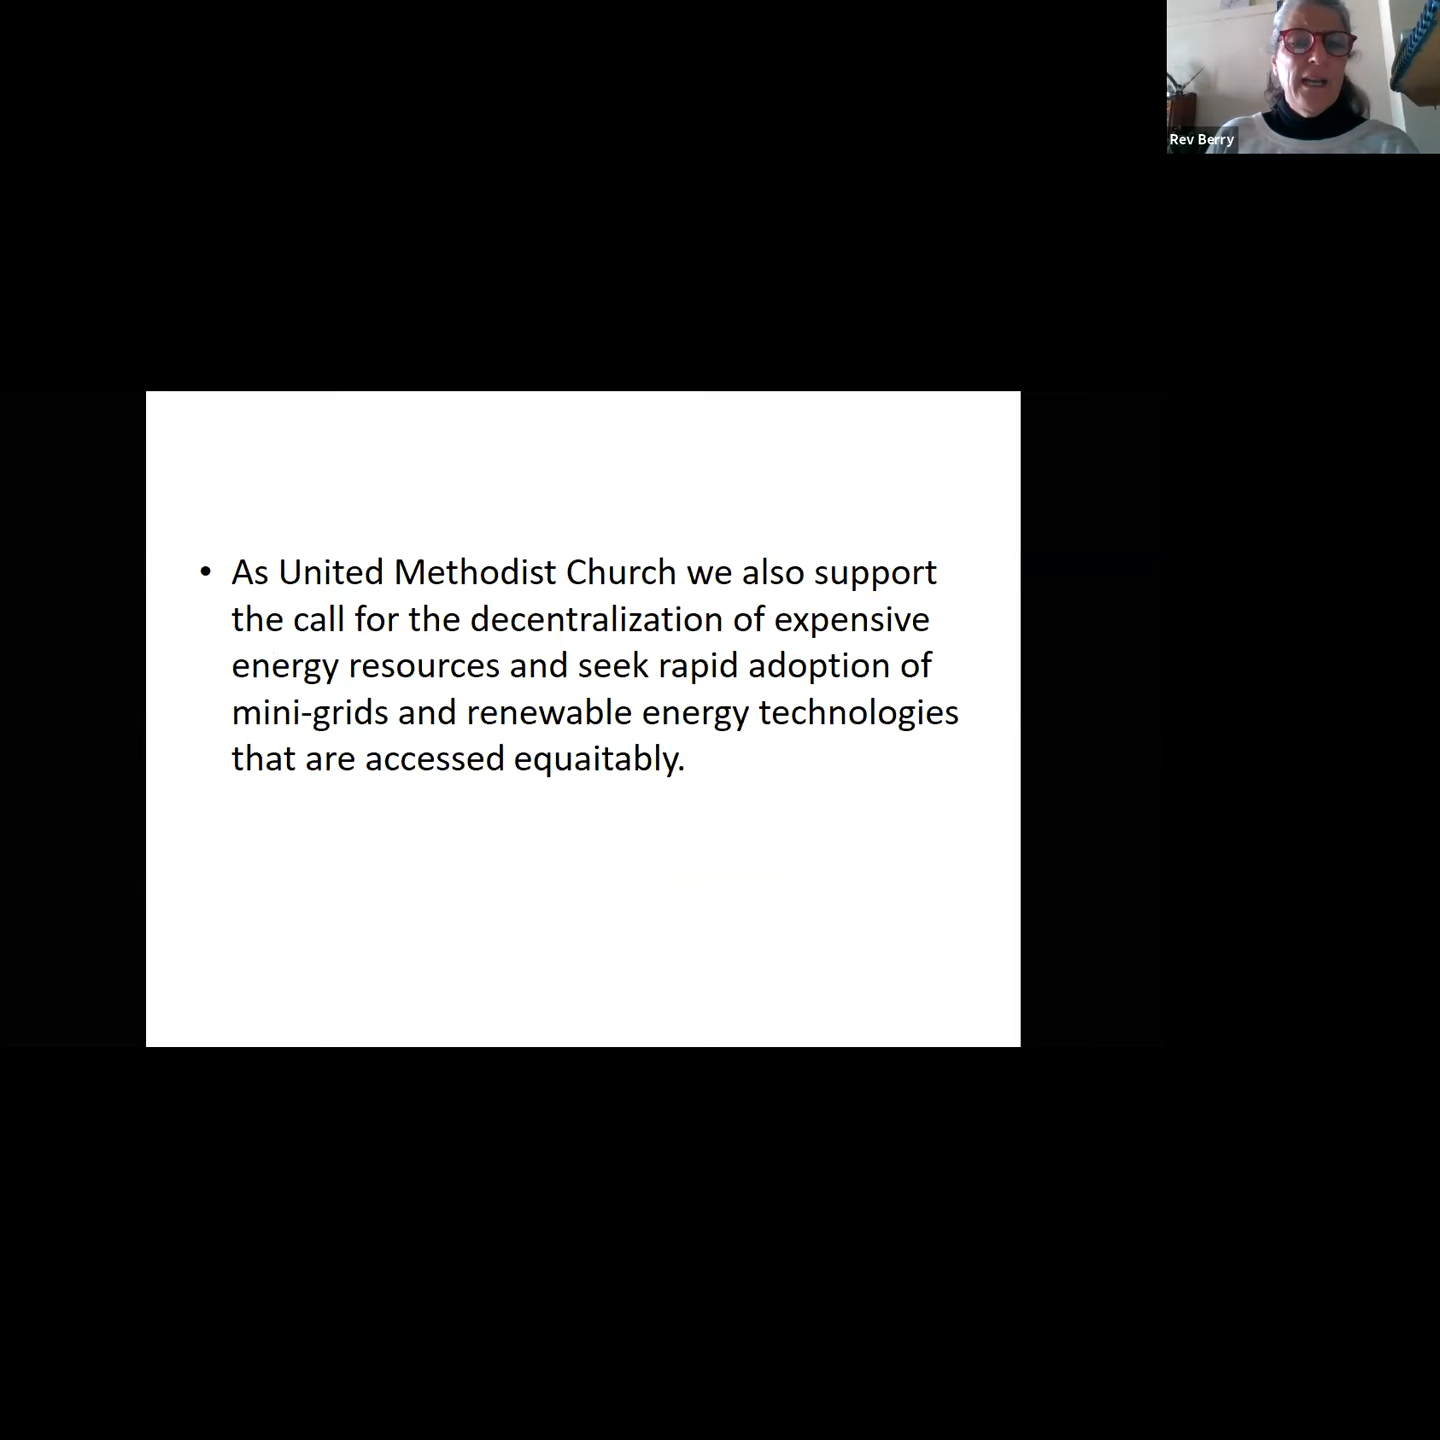 Rev Berry
• As United Methodist Church we also support
the call for the decentralization of expensive
energy resources and seek rapid adoption of
mini-grids and renewable energy technologies
that are accessed equaitably.